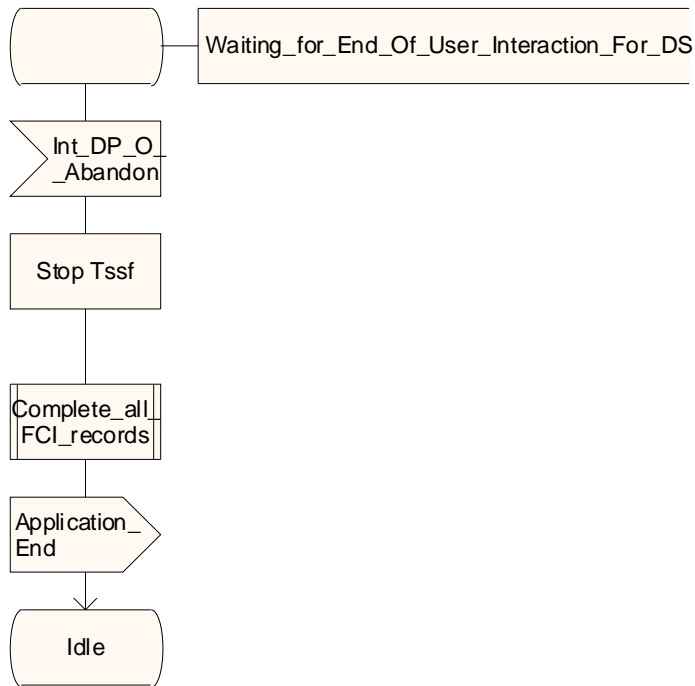 Waiting_for_End_Of_User_Interaction_For_DS
Int_DP_O_
_Abandon
Stop Tssf
Complete_all_
FCI_records
Application_
End
Idle